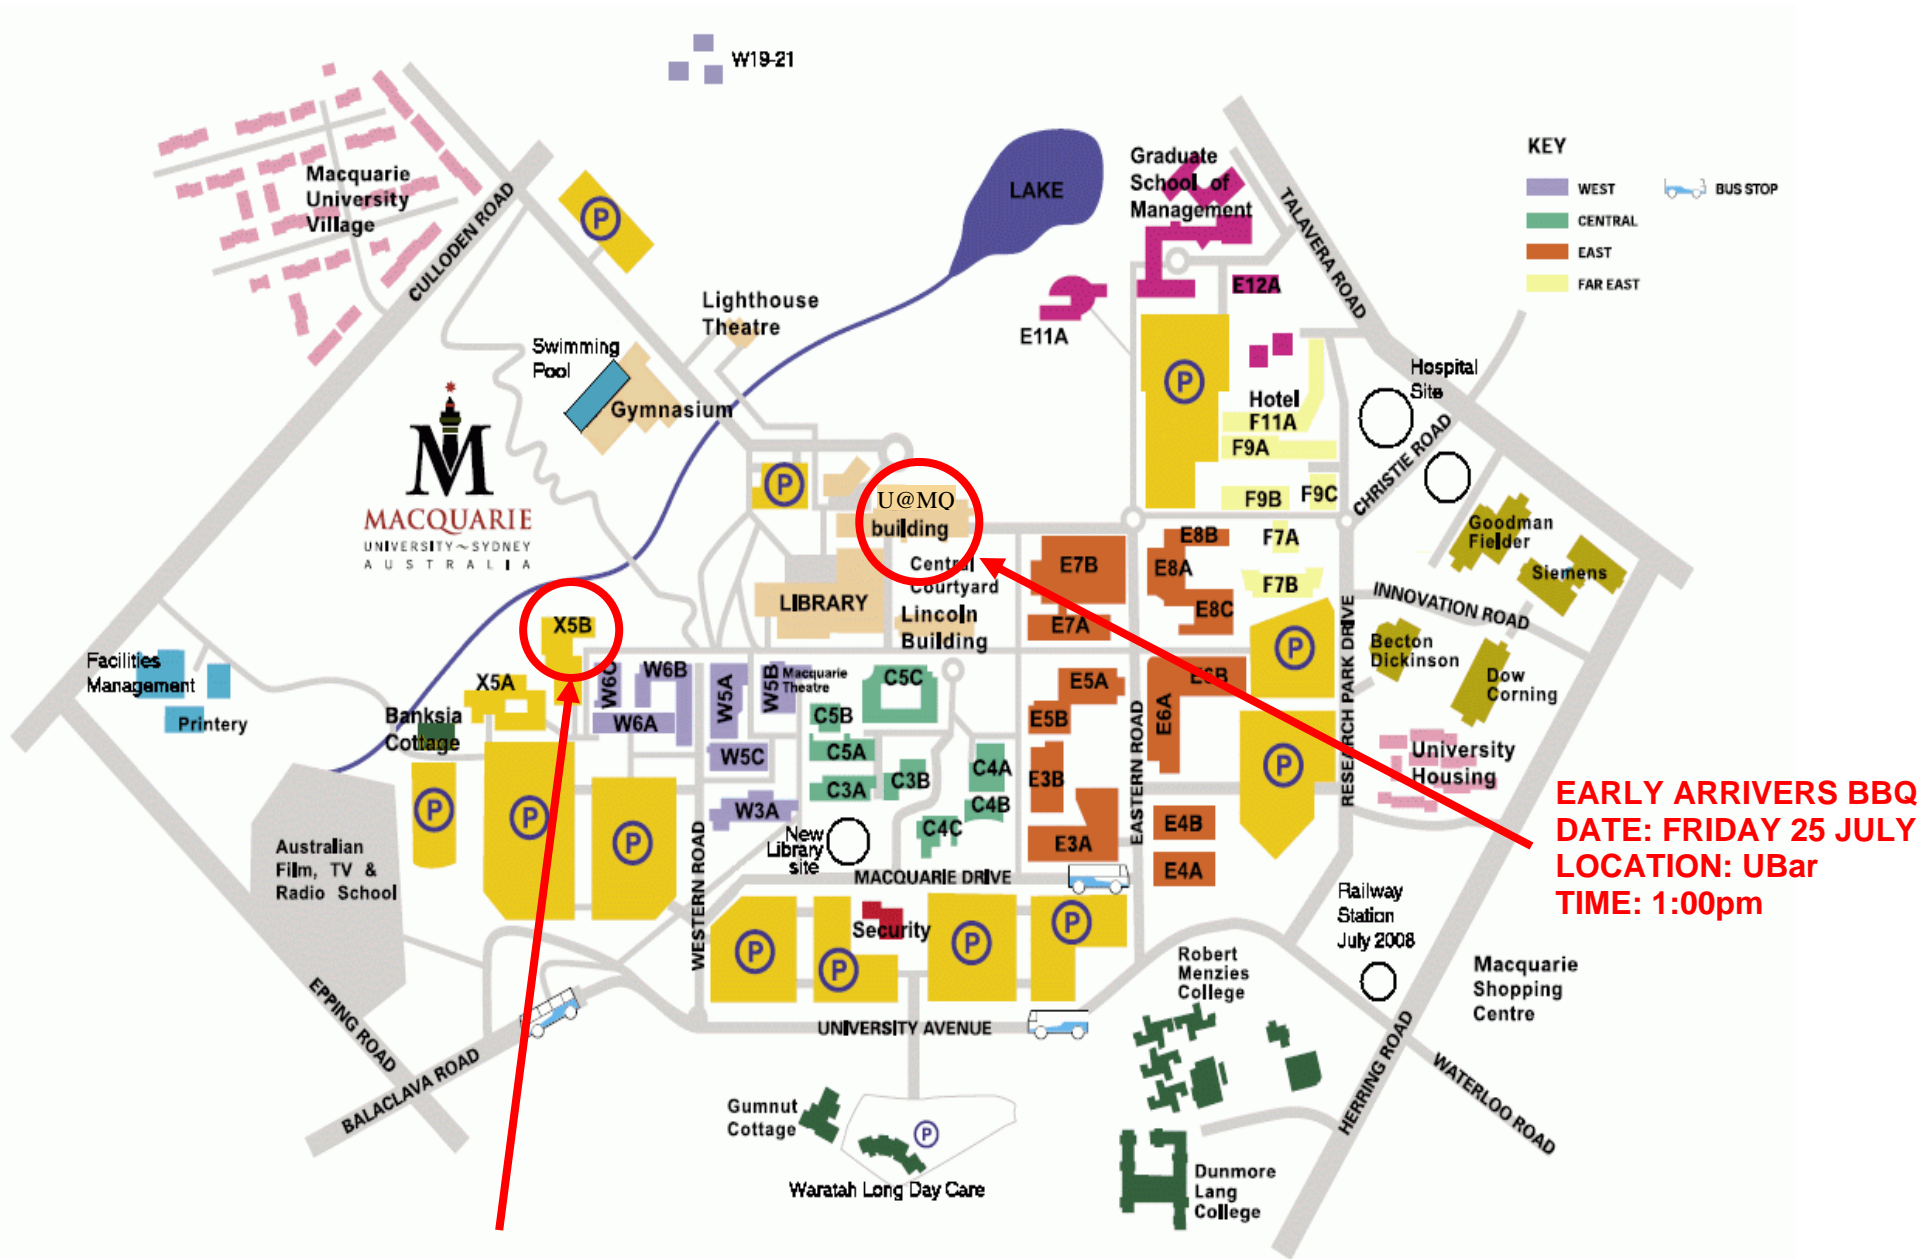 W19-21
KEY
WEST
BUS STOP
CENTRAL
EAST
FAR EAST
Macquarie
University
Village
CULLODEN ROAD
P
LAKE
Graduate
School of
Management
TALAVERA ROAD
E12A
E11A
Lighthouse
Theatre
Swimming
Pool
Gymnasium
P
Hotel
F11A
F9A
F9B
F9C
Hospital
Site
CHRISTIE ROAD
MACQUARIE
UNIVERSITY~SYDNEY
AUSTRALIA
P
U@MQ
building
Central
Courtyard
LIBRARY
Lincoln
Building
E7B
E7A
E8B
E8A
E8C
F7A
F7B
Goodman
Fielder
Siemens
INNOVATION ROAD
RESEARCH PARK DRIVE
Becton
Dickinson
Dow
Corning
P
X5B
X5A
Facilities
Management
Printery
Banksia
Cottage
W6C
W6B
W6A
W5A
W5B
Macquarie
Theatre
W5C
W3A
C5C
C5B
C5A
C3A
C3B
C4A
C4B
C4C
E5A
E5B
E3B
E3A
E6A
E6B
EASTERN ROAD
E4B
E4A
P
University
Housing
EARLY ARRIVERS BBQ
DATE: FRIDAY 25 JULY
LOCATION: UBar
TIME: 1:00pm
P
P
P
New
Library
site
Australian
Film, TV &
Radio School
WESTERN ROAD
MACQUARIE DRIVE
Security
P
P
P
P
Railway
Station
July 2008
Robert
Menzies
College
Macquarie
Shopping
Centre
UNIVERSITY AVENUE
EPPING ROAD
BALACLAVA ROAD
HERRING ROAD
WATERLOO ROAD
Gumnut
Cottage
P
Waratah Long Day Care
Dunmore
Lang
College